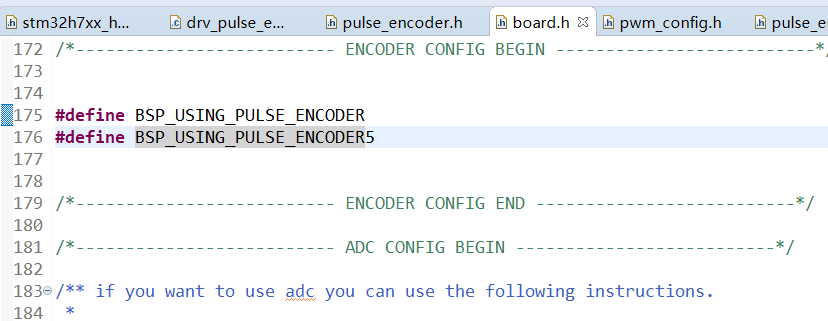 stm32h7xx_h... drv_pulse_e... pulse_encoder.h board.h pwm_config.h pulse_e
172 /*-------------------------- ENCODER CONFIG BEGIN --------------------------*/
173
174
175 #define BSP_USING_PULSE_ENCODER
176 #define BSP_USING_PULSE_ENCODER5
177
178
179 /*-------------------------- ENCODER CONFIG END --------------------------*/
180
181 /*-------------------------- ADC CONFIG BEGIN --------------------------*/
182
183 /** if you want to use adc you can use the following instructions.
184 *